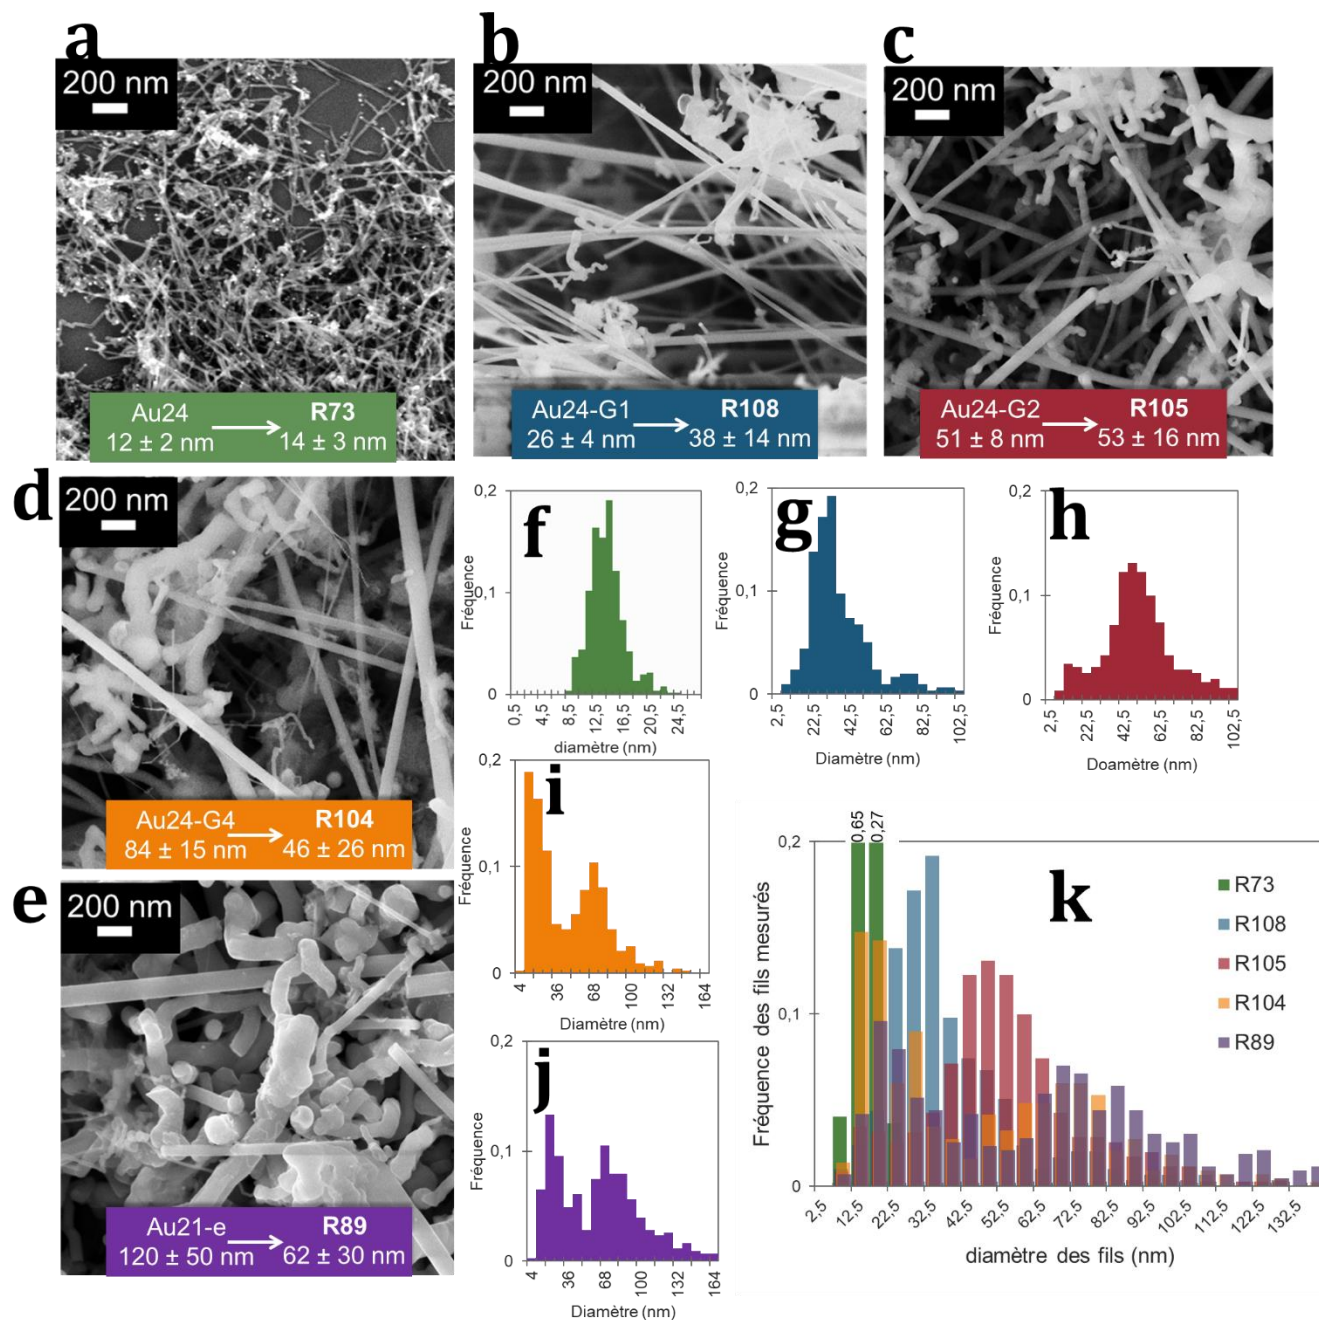 a
200 nm
Au24
R73
12 ± 2 nm
14 ± 3 nm
b
200 nm
Au24-G1
R108
26 ± 4 nm
38 ± 14 nm
c
200 nm
Au24-G2
R105
51 ± 8 nm
53 ± 16 nm
d
200 nm
Au24-G4
R104
84 ± 15 nm
46 ± 26 nm
e
200 nm
Au21-e
R89
120 ± 50 nm
62 ± 30 nm
f
Fréquence
0,2
0,1
0
0,5
4,5
8,5
12,5
16,5
20,5
24,5
diamètre (nm)
g
Fréquence
0,2
0,1
0
2,5
22,5
42,5
62,5
82,5
102,5
Diamètre (nm)
h
Fréquence
0,2
0,1
0
2,5
22,5
42,5
62,5
82,5
102,5
Doamètre (nm)
i
Fréquence
0,2
0,1
0
4
36
68
100
132
164
Diamètre (nm)
j
Fréquence
0,2
0,1
0
4
36
68
100
132
164
Diamètre (nm)
k
Fréquence des fils mesurés
0,2
0,1
0
0,65
0,27
R73
R108
R105
R104
R89
2,5
12,5
22,5
32,5
42,5
52,5
62,5
72,5
82,5
92,5
102,5
112,5
122,5
132,5
diamètre des fils (nm)